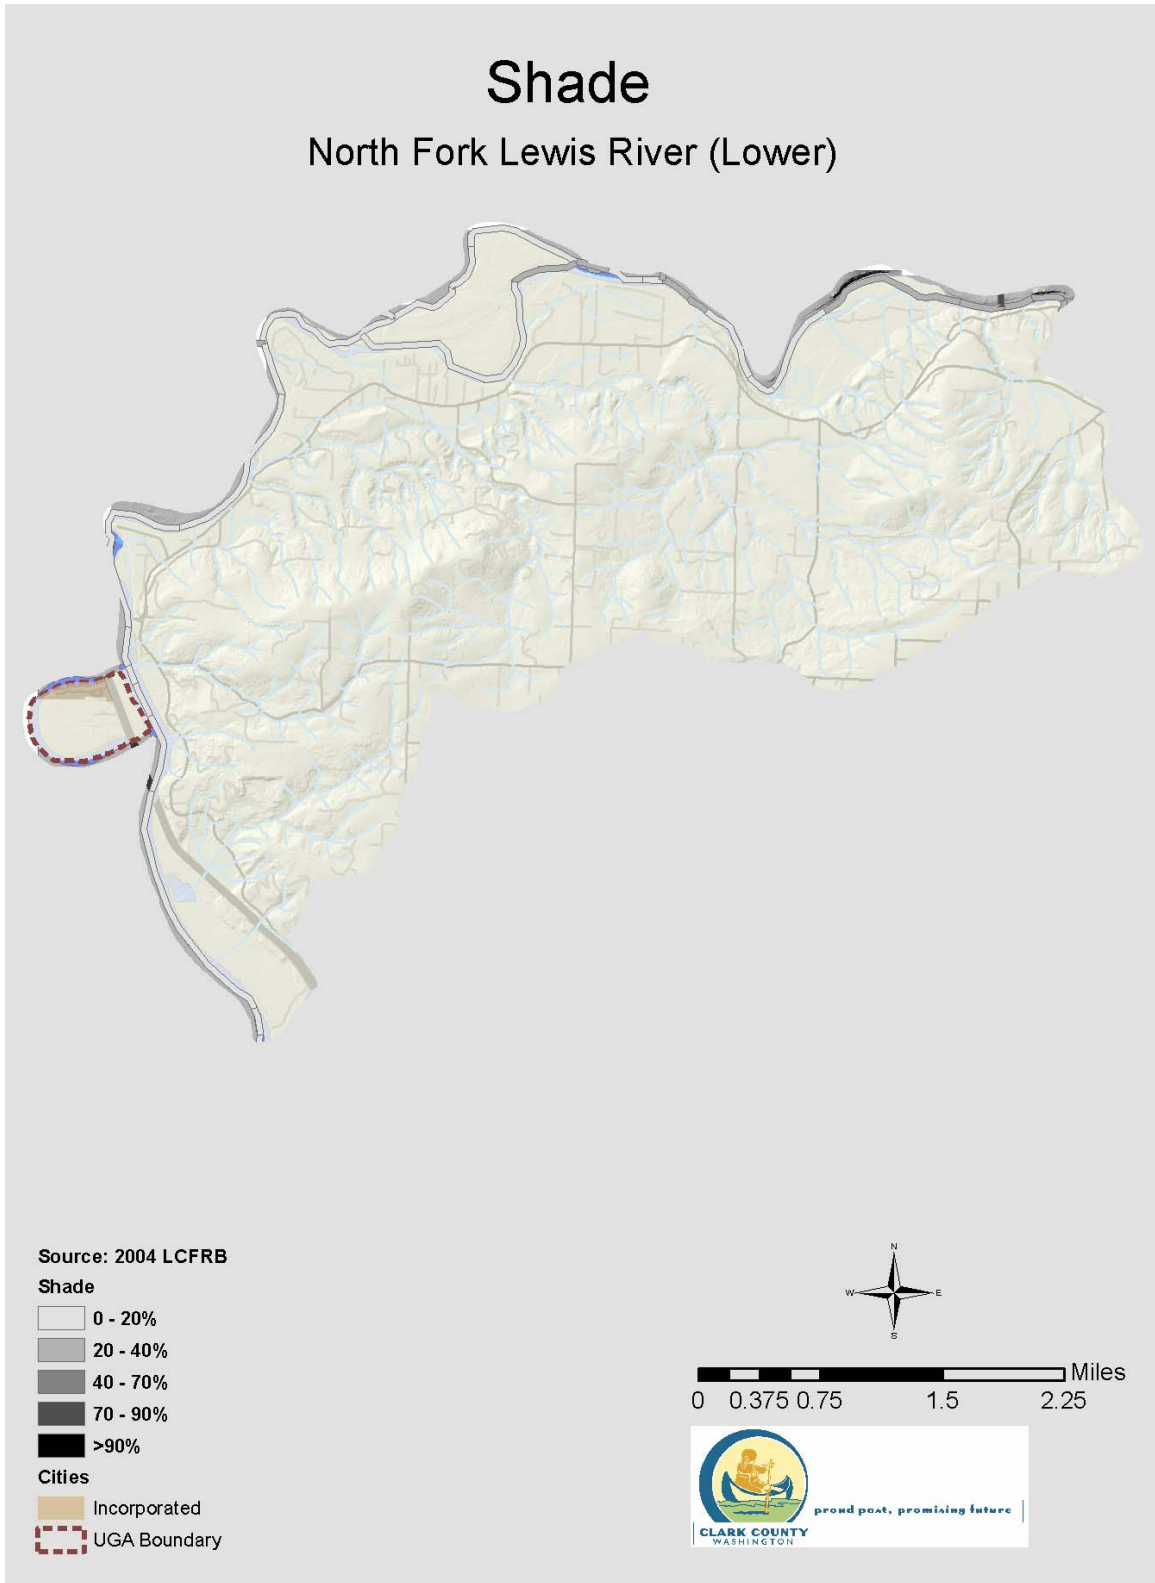 Shade
North Fork Lewis River (Lower)
Source: 2004 LCFRB
Shade
0 - 20%
20 - 40%
40 - 70%
70 - 90%
>90%
Cities
Incorporated
UGA Boundary
N
W E
S
Miles
0 0.375 0.75 1.5 2.25
proud past, promising future
CLARK COUNTY
WASHINGTON